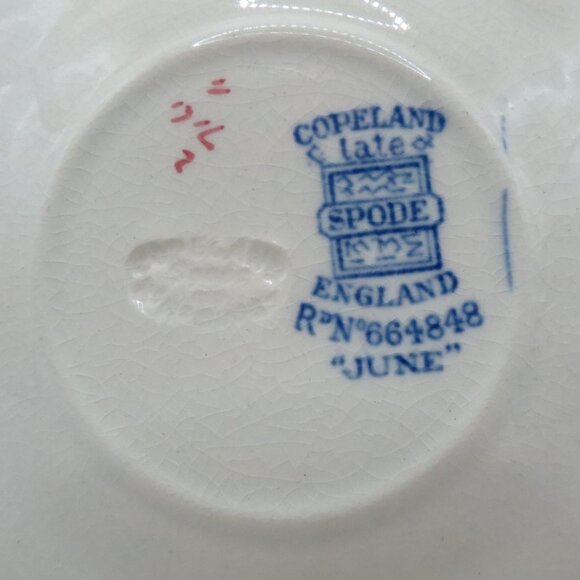 COPELAND
late
SPODE
ENGLAND
RᴰNº664848
"JUNE"